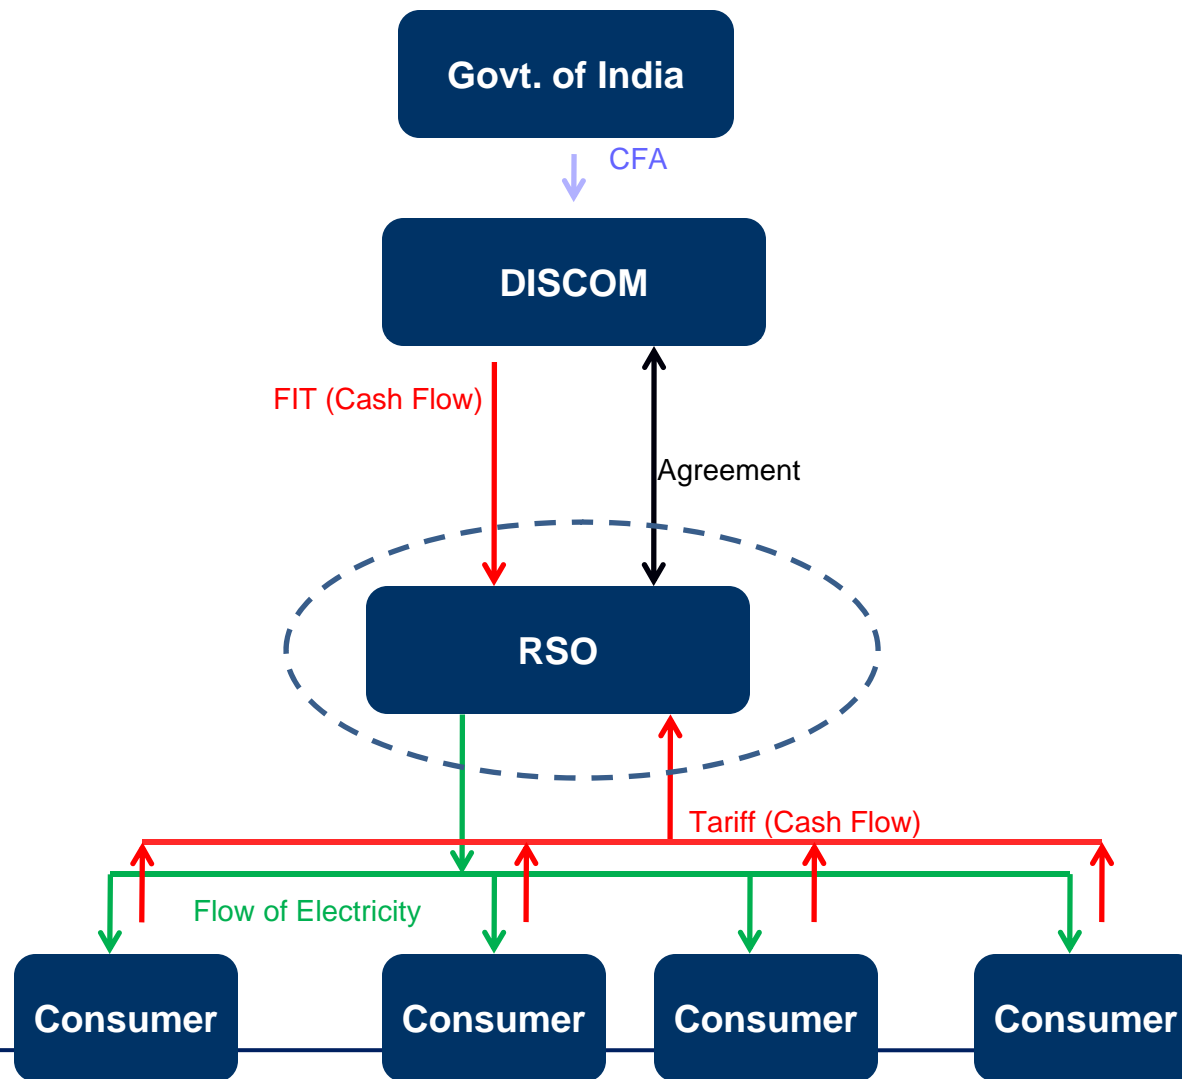 Govt. of India
CFA
DISCOM
FIT (Cash Flow)
Agreement
RSO
Tariff (Cash Flow)
Flow of Electricity
Consumer
Consumer
Consumer
Consumer